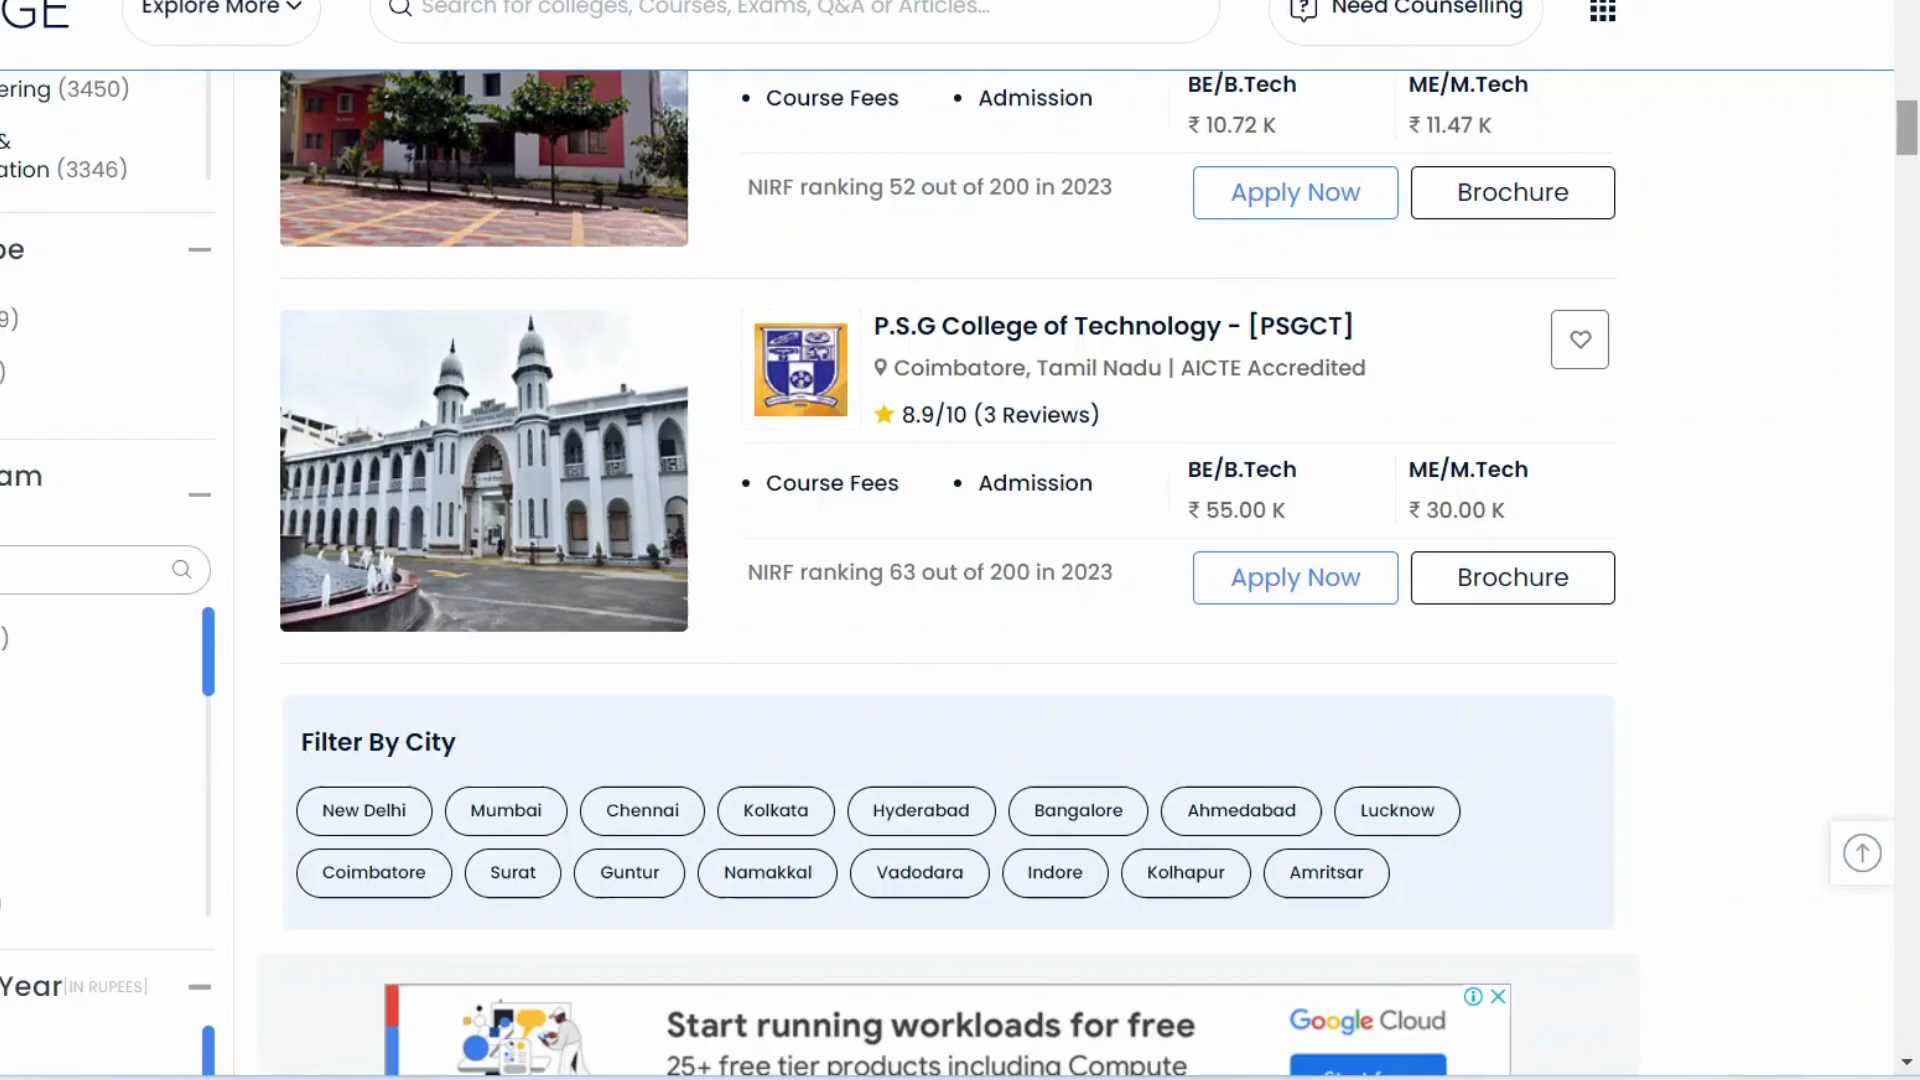 GE
Explore More
Search for colleges, Courses, Exams, Q&A or Articles...
Need Counselling
ering (3450)
&
ation (3346)
pe
9)
)
am
)
)
Year [IN RUPEES]
Course Fees
Admission
BE/B.Tech
₹ 10.72 K
ME/M.Tech
₹ 11.47 K
NIRF ranking 52 out of 200 in 2023
Apply Now
Brochure
P.S.G College of Technology - [PSGCT]
Coimbatore, Tamil Nadu | AICTE Accredited
8.9/10 (3 Reviews)
Course Fees
Admission
BE/B.Tech
₹ 55.00 K
ME/M.Tech
₹ 30.00 K
NIRF ranking 63 out of 200 in 2023
Apply Now
Brochure
Filter By City
New Delhi
Mumbai
Chennai
Kolkata
Hyderabad
Bangalore
Ahmedabad
Lucknow
Coimbatore
Surat
Guntur
Namakkal
Vadodara
Indore
Kolhapur
Amritsar
Start running workloads for free
25+ free tier products including Compute
Google Cloud